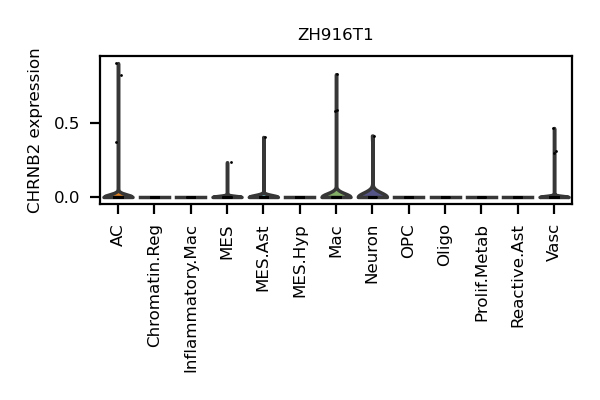 ZH916T1
CHRNB2 expression
0.5
0.0
AC
Chromatin.Reg
Inflammatory.Mac
MES
MES.Ast
MES.Hyp
Mac
Neuron
OPC
Oligo
Prolif.Metab
Reactive.Ast
Vasc